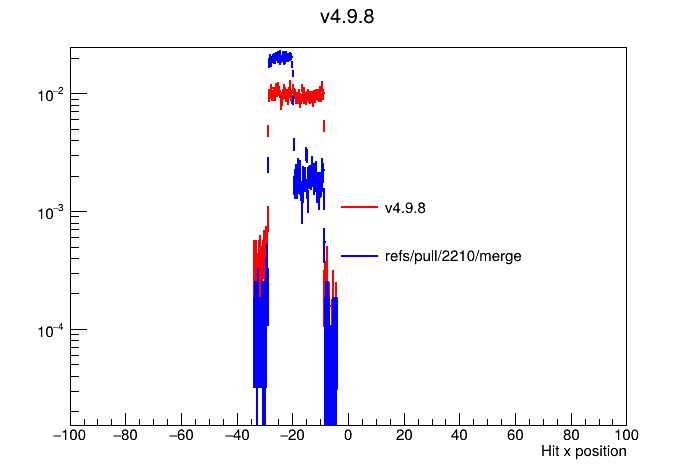 v4.9.8
10⁻²
10⁻³
10⁻⁴
v4.9.8
refs/pull/2210/merge
−100 −80 −60 −40 −20 0 20 40 60 80 100
Hit x position